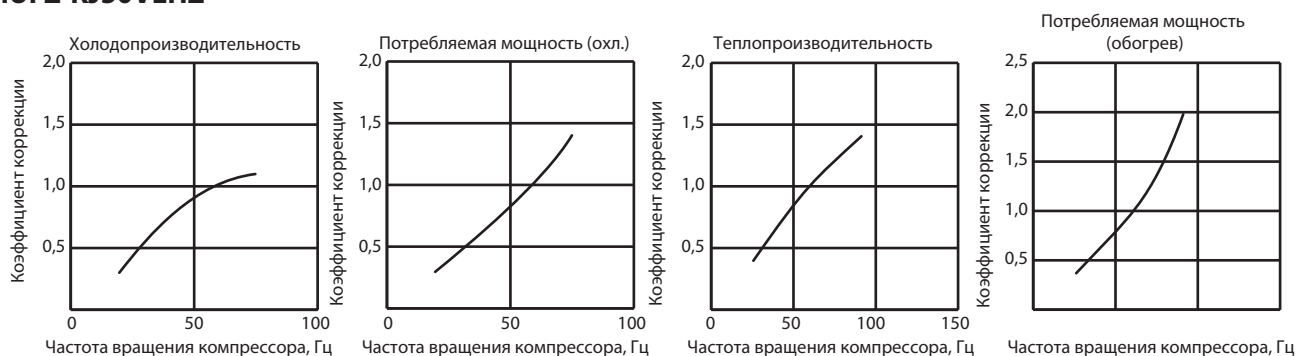 Потребляемая мощность
(обогрев)
Холодопроизводительность
Потребляемая мощность (охл.)
Теплопроизводительность
Коэффициент коррекции
2,0
1,5
1,0
0,5
0
50
100
Частота вращения компрессора, Гц
Коэффициент коррекции
2,0
1,5
1,0
0,5
0
50
100
Частота вращения компрессора, Гц
Коэффициент коррекции
2,0
1,5
1,0
0,5
0
50
100
150
Частота вращения компрессора, Гц
Коэффициент коррекции
2,5
2,0
1,5
1,0
0,5
Частота вращения компрессора, Гц